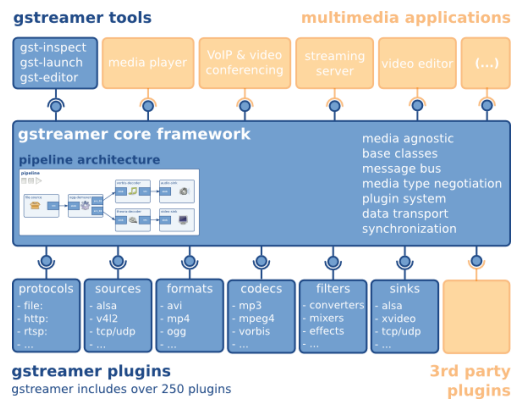 gstreamer tools
multimedia applications
gst-inspect
gst-launch
gst-editor
media player
VoIP & video
conferencing
streaming
server
video editor
(...)
gstreamer core framework
media agnostic
base classes
message bus
media type negotiation
plugin system
data transport
synchronization
pipeline architecture
pipeline
protocols
- file:
- http:
- rtsp:
- ...
sources
- alsa
- v4l2
- tcp/udp
- ...
formats
- avi
- mp4
- ogg
- ...
codecs
- mp3
- mpeg4
- vorbis
- ...
filters
- converters
- mixers
- effects
- ...
sinks
- alsa
- xvideo
- tcp/udp
- ...
gstreamer plugins
gstreamer includes over 250 plugins
3rd party
plugins